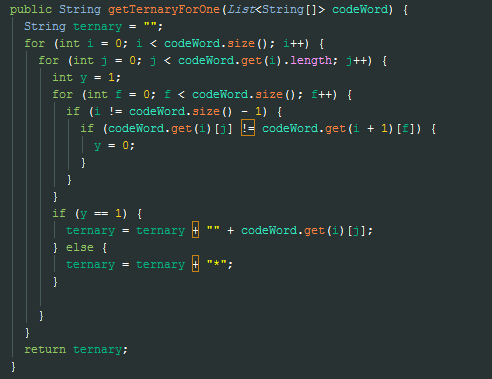 public String getTernaryForOne(List<String[]> codeWord) {
String ternary = "";
for (int i = 0; i < codeWord.size(); i++) {
for (int j = 0; j < codeWord.get(i).length; j++) {
int y = 1;
for (int f = 0; f < codeWord.size(); f++) {
if (i != codeWord.size() - 1) {
if (codeWord.get(i)[j] != codeWord.get(i + 1)[f]) {
y = 0;
}
}
}
if (y == 1) {
ternary = ternary + "" + codeWord.get(i)[j];
} else {
ternary = ternary + "*";
}
}
}
return ternary;
}